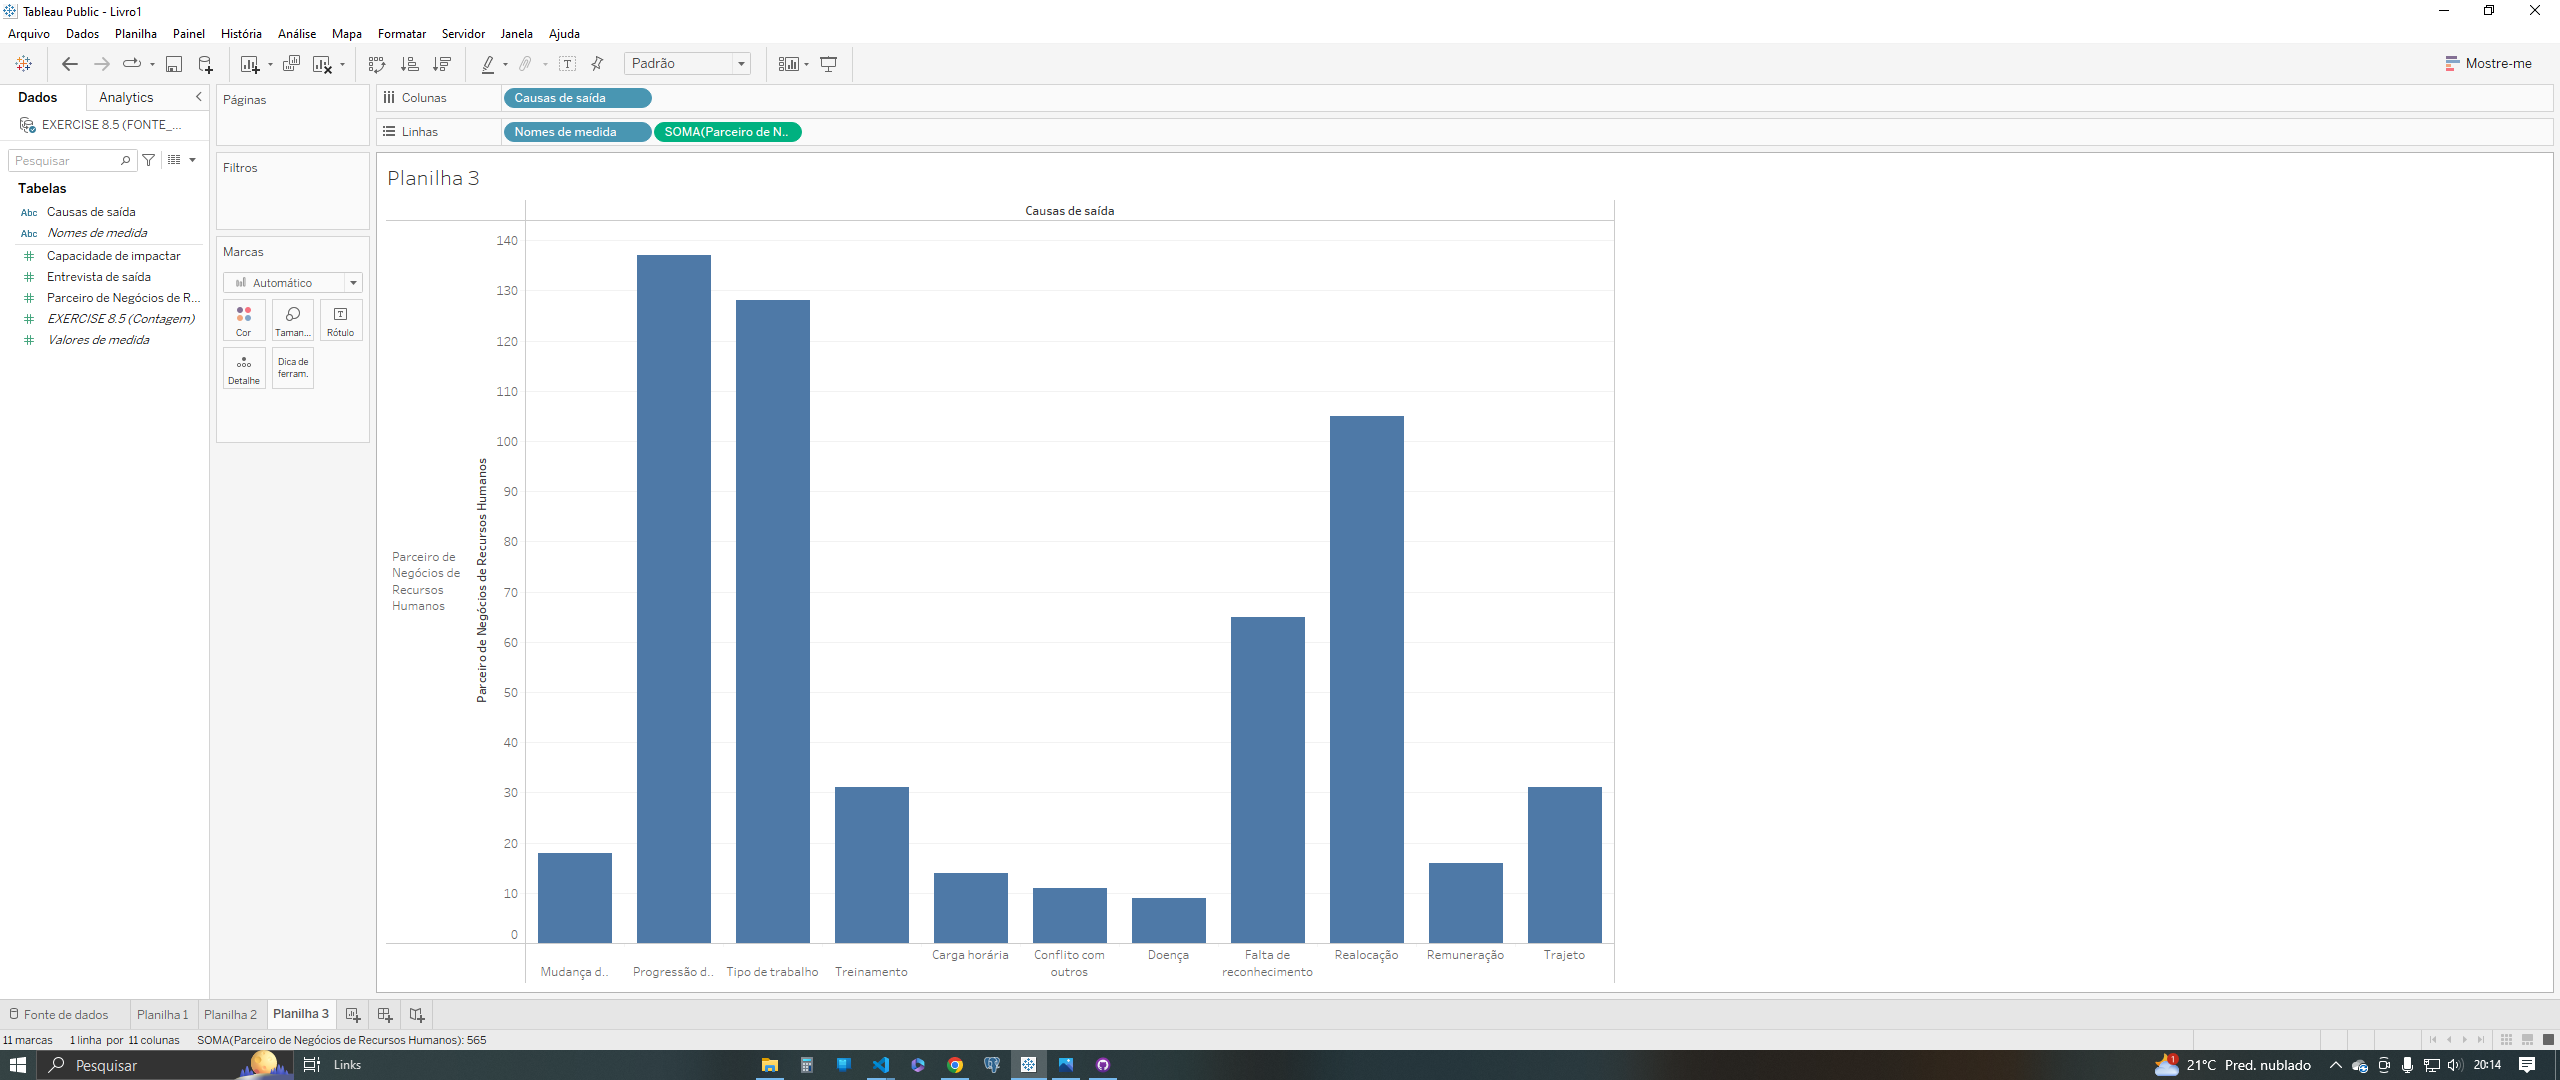 Tableau Public - Livro1
Arquivo Dados Planilha Painel História Análise Mapa Formatar Servidor Janela Ajuda
Padrão
Mostre-me
Dados Analytics
EXERCISE 8.5 (FONTE_...
Pesquisar
Tabelas
Abc Causas de saída
Abc Nomes de medida
Capacidade de impactar
Entrevista de saída
Parceiro de Negócios de R...
EXERCISE 8.5 (Contagem)
Valores de medida
Páginas
Filtros
Marcas
Automático
Cor Taman... Rótulo
Detalhe Dica de ferram.
Colunas Causas de saída
Linhas Nomes de medida SOMA(Parceiro de N..
Planilha 3
Causas de saída
Parceiro de
Negócios de
Recursos
Humanos
Parceiro de Negócios de Recursos Humanos
140
130
120
110
100
90
80
70
60
50
40
30
20
10
0
Mudança d..
Progressão d..
Tipo de trabalho
Treinamento
Carga horária
Conflito com
outros
Doença
Falta de
reconhecimento
Realocação
Remuneração
Trajeto
Fonte de dados Planilha 1 Planilha 2 Planilha 3
11 marcas 1 linha por 11 colunas SOMA(Parceiro de Negócios de Recursos Humanos): 565
Pesquisar Links 1 21°C Pred. nublado 20:14